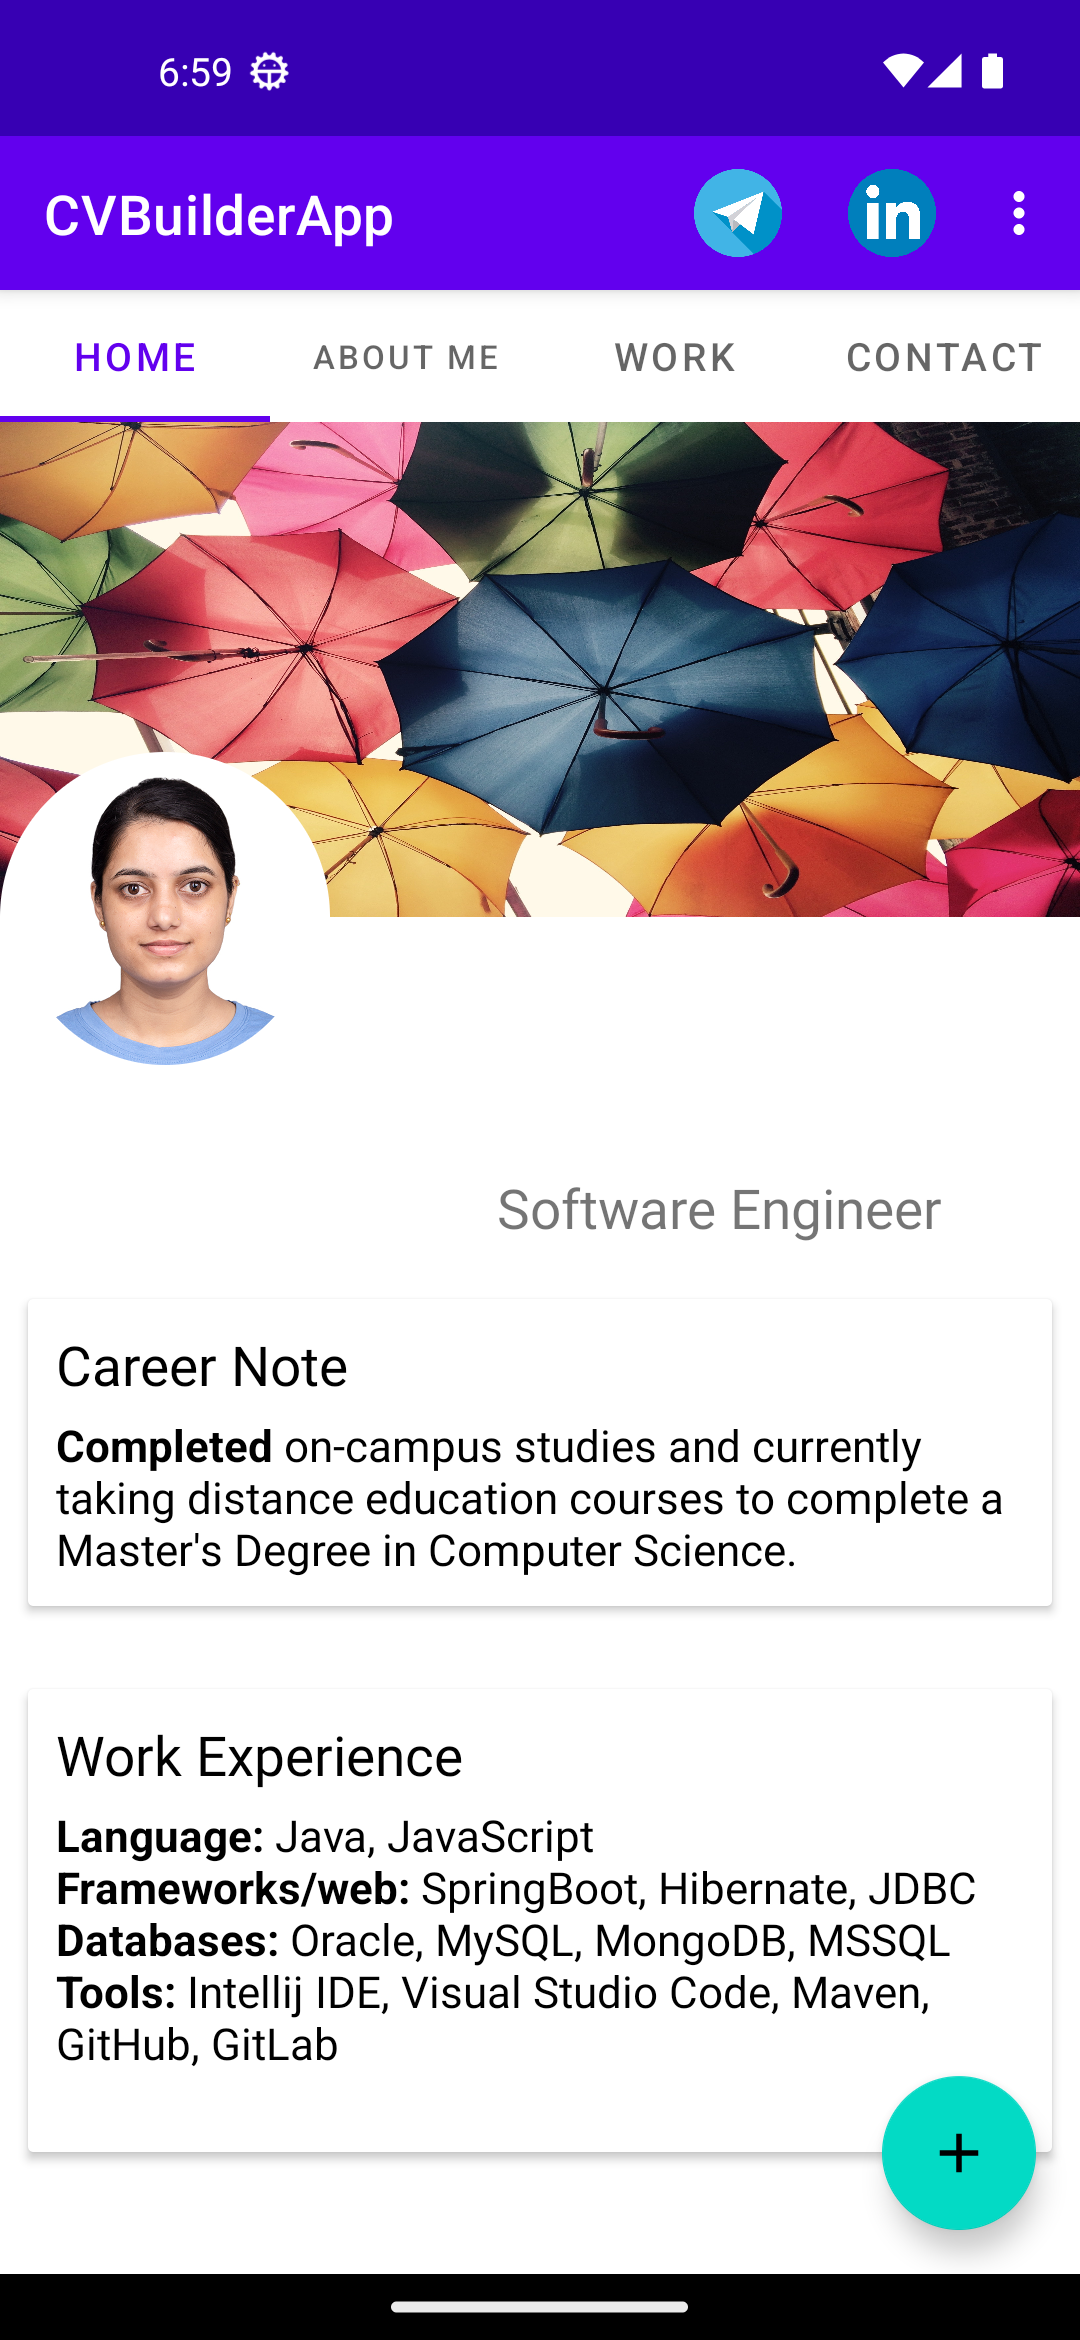 6:59
CVBuilderApp
in
HOME
ABOUT ME
WORK
CONTACT
Software Engineer
Career Note
Completed on-campus studies and currently
taking distance education courses to complete a
Master's Degree in Computer Science.
Work Experience
Language: Java, JavaScript
Frameworks/web: SpringBoot, Hibernate, JDBC
Databases: Oracle, MySQL, MongoDB, MSSQL
Tools: Intellij IDE, Visual Studio Code, Maven,
GitHub, GitLab